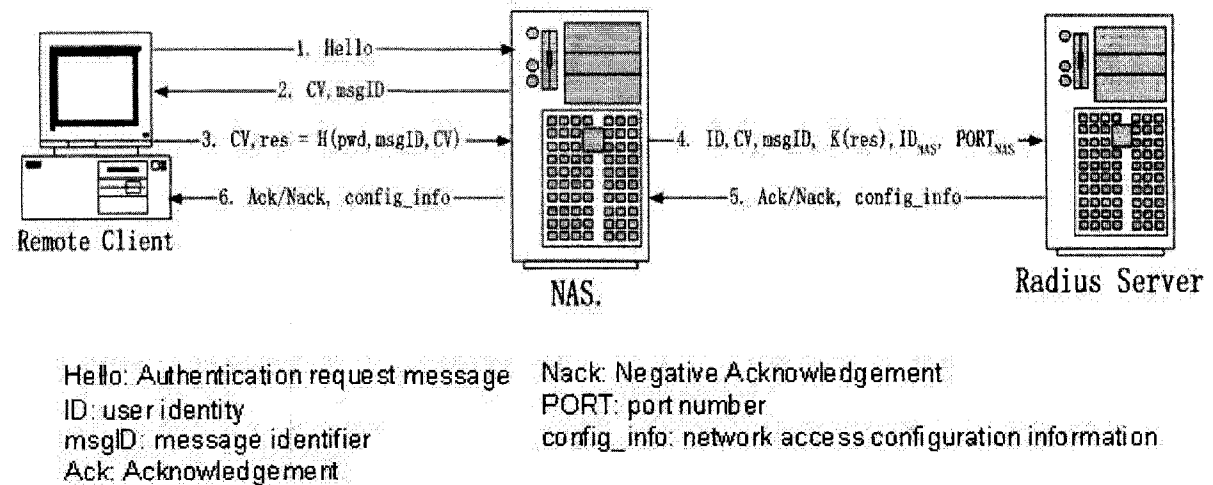 1. Hello
2. CV, msgID
3. CV, res = H(pwd, msgID, CV)
4. ID, CV, msgID, K(res), ID_NAS, PORT_NAS
5. Ack/Nack, config_info
6. Ack/Nack, config_info
Remote Client
NAS.
Radius Server
Hello: Authentication request message
ID: user identity
msgID: message identifier
Ack: Acknowledgement
Nack: Negative Acknowledgement
PORT: port number
config_info: network access configuration information